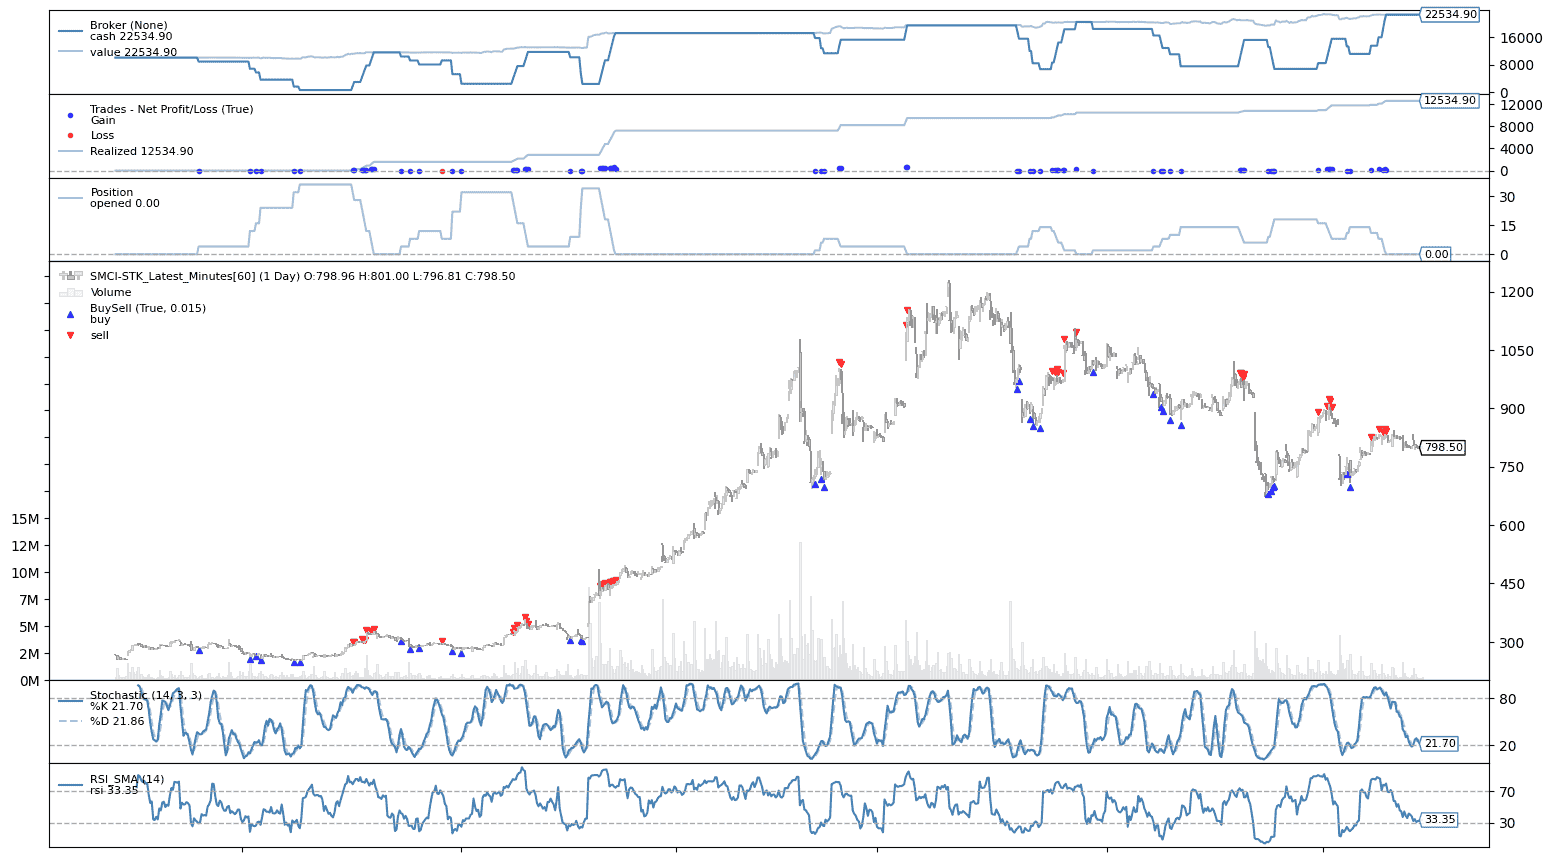 Broker (None)
cash 22534.90
value 22534.90
22534.90
16000
8000
0
Trades - Net Profit/Loss (True)
Gain
Loss
Realized 12534.90
12534.90
12000
8000
4000
0
Position
opened 0.00
30
15
0
0.00
SMCI-STK_Latest_Minutes[60] (1 Day) O:798.96 H:801.00 L:796.81 C:798.50
Volume
BuySell (True, 0.015)
buy
sell
1200
1050
900
798.50
750
600
450
300
15M
12M
10M
7M
5M
2M
0M
Stochastic (14, 3, 3)
%K 21.70
%D 21.86
80
21.70
20
RSI_SMA (14)
rsi 33.35
70
33.35
30